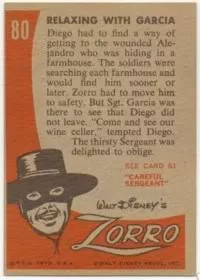 80
RELAXING WITH GARCIA
Diego had to find a way of
getting to the wounded Ale-
jandro who was hiding in a
farmhouse. The soldiers were
searching each farmhouse and
would find him sooner or
later. Zorro had to move him
to safety. But Sgt. Garcia was
there to see that Diego did
not leave. "Come and see our
wine celler," tempted Diego.
The thirsty Sergeant was
delighted to oblige.
SEE CARD 81
"CAREFUL
SERGEANT"
WALT DISNEY'S
ZORRO
PRTD. IN U.S.A.